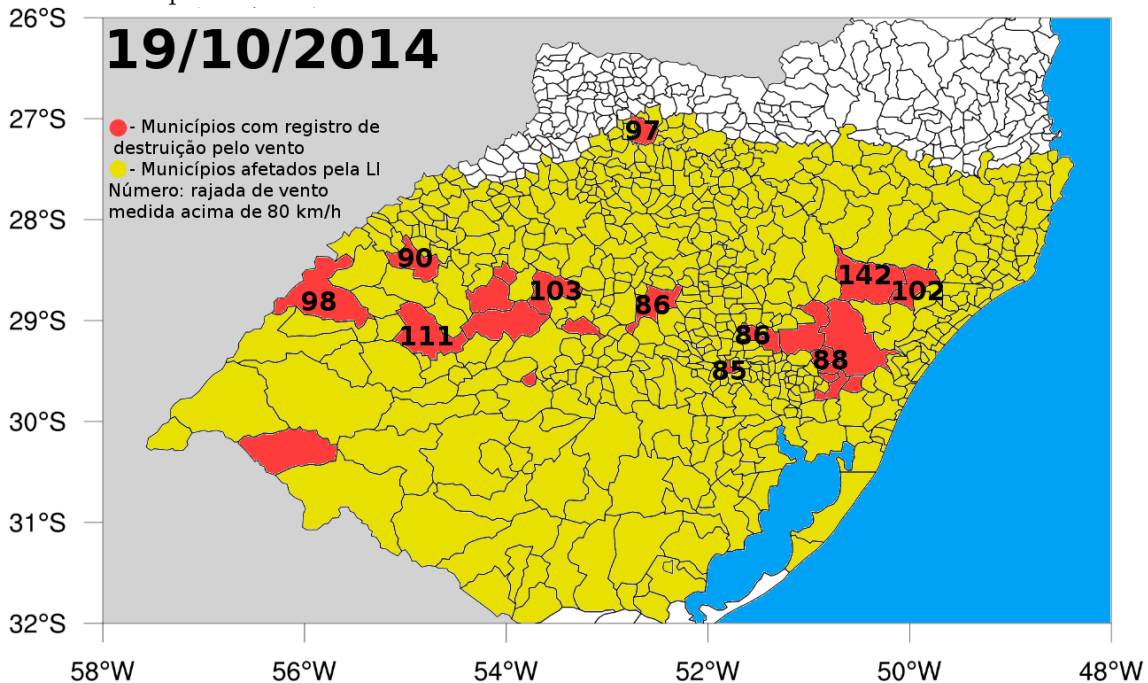 26°S
19/10/2014
27°S
- Municípios com registro de
destruição pelo vento
- Municípios afetados pela LI
Número: rajada de vento
medida acima de 80 km/h
97
28°S
90
98
103
86
142
102
29°S
111
86
88
85
30°S
31°S
32°S
58°W
56°W
54°W
52°W
50°W
48°W